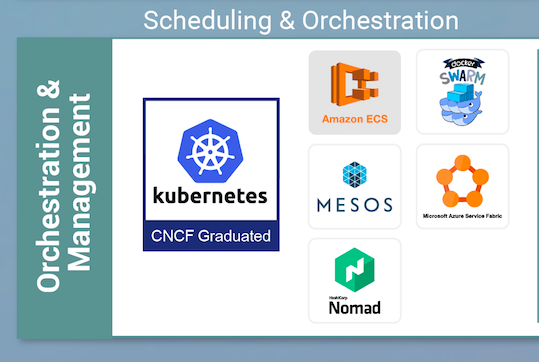 Scheduling & Orchestration
Orchestration &
Management
kubernetes
CNCF Graduated
Amazon ECS
docker
SWARM
MESOS
Microsoft Azure Service Fabric
HashiCorp
Nomad